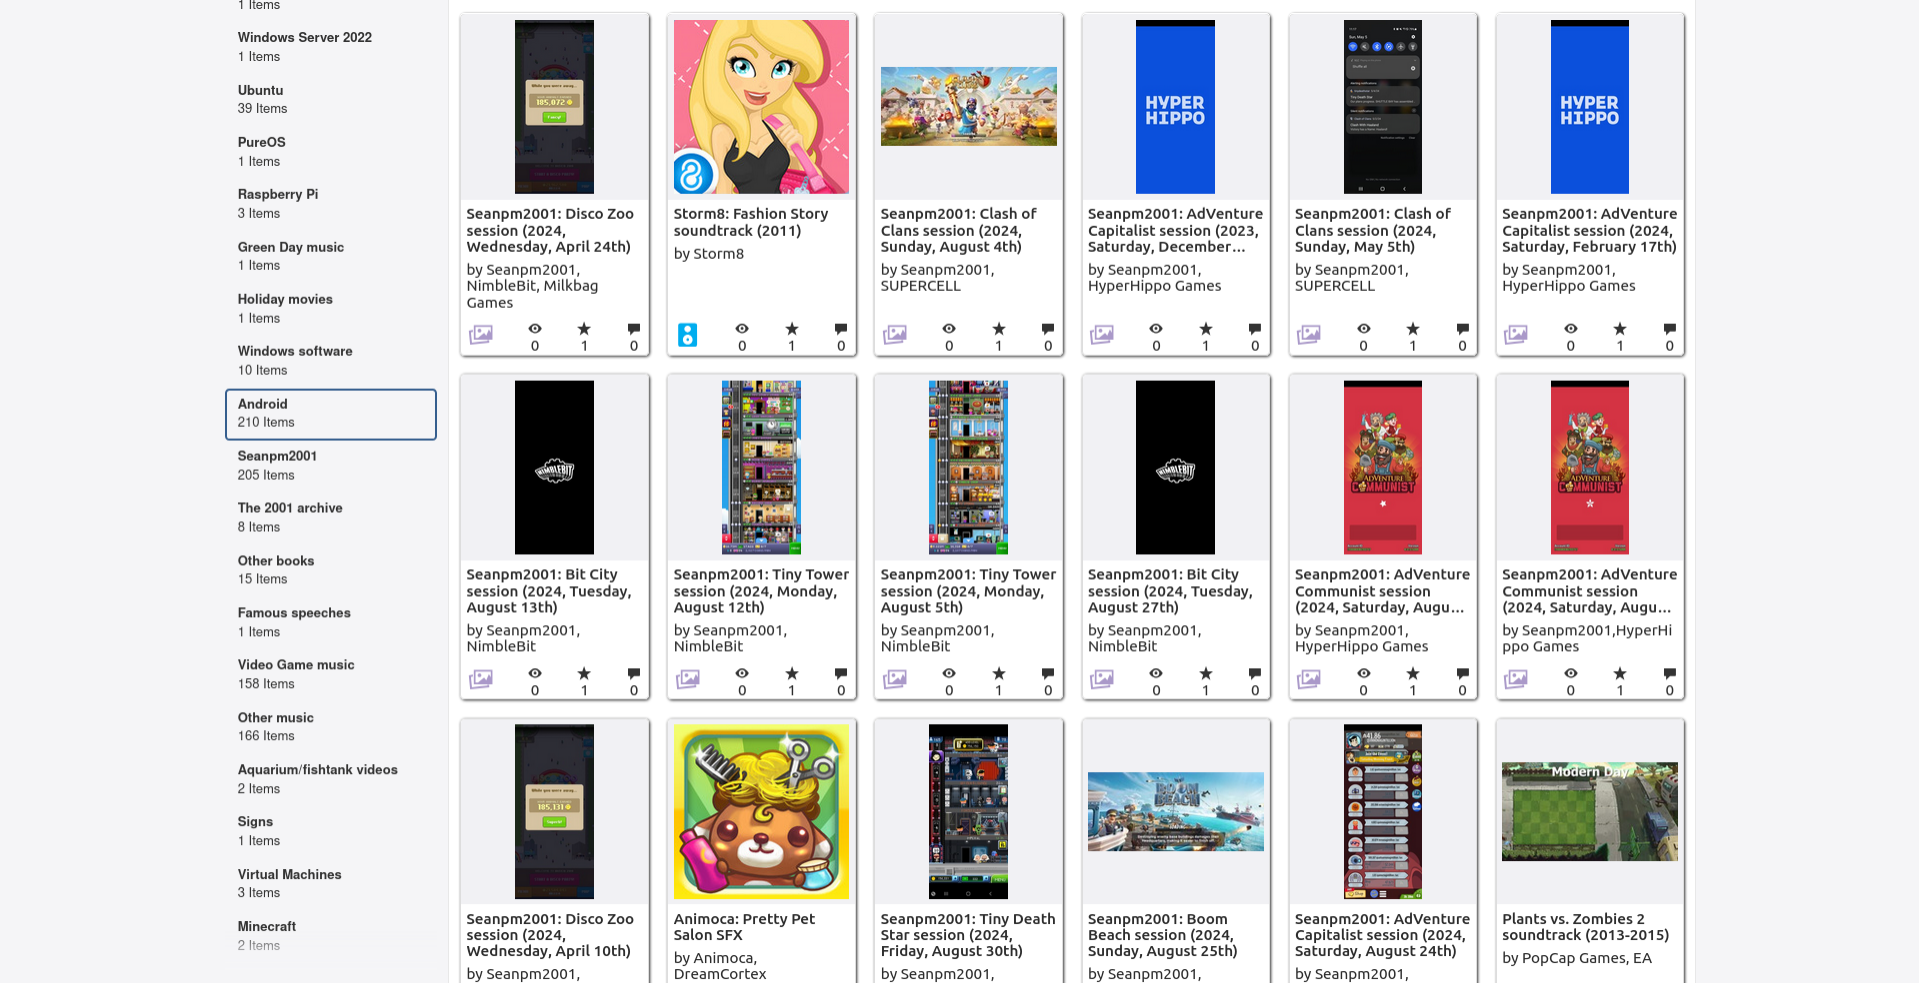 1 Items
Windows Server 2022
1 Items
Ubuntu
39 Items
PureOS
1 Items
Raspberry Pi
3 Items
Green Day music
1 Items
Holiday movies
1 Items
Windows software
10 Items
Android
210 Items
Seanpm2001
205 Items
The 2001 archive
8 Items
Other books
15 Items
Famous speeches
1 Items
Video Game music
158 Items
Other music
166 Items
Aquarium/fishtank videos
2 Items
Signs
1 Items
Virtual Machines
3 Items
Minecraft
2 Items
While you were away...
185,072
HYPER
HIPPO
HYPER
HIPPO
Seanpm2001: Disco Zoo
session (2024,
Wednesday, April 24th)
by Seanpm2001,
NimbleBit, Milkbag
Games
0 1 0
Storm8: Fashion Story
soundtrack (2011)
by Storm8
0 1 0
Seanpm2001: Clash of
Clans session (2024,
Sunday, August 4th)
by Seanpm2001,
SUPERCELL
0 1 0
Seanpm2001: AdVenture
Capitalist session (2023,
Saturday, December...
by Seanpm2001,
HyperHippo Games
0 1 0
Seanpm2001: Clash of
Clans session (2024,
Sunday, May 5th)
by Seanpm2001,
SUPERCELL
0 1 0
Seanpm2001: AdVenture
Capitalist session (2024,
Saturday, February 17th)
by Seanpm2001,
HyperHippo Games
0 1 0
NIMBLEBIT
NIMBLEBIT
ADVENTURE
COMMUNIST
ADVENTURE
COMMUNIST
Seanpm2001: Bit City
session (2024, Tuesday,
August 13th)
by Seanpm2001,
NimbleBit
0 1 0
Seanpm2001: Tiny Tower
session (2024, Monday,
August 12th)
by Seanpm2001,
NimbleBit
0 1 0
Seanpm2001: Tiny Tower
session (2024, Monday,
August 5th)
by Seanpm2001,
NimbleBit
0 1 0
Seanpm2001: Bit City
session (2024, Tuesday,
August 27th)
by Seanpm2001,
NimbleBit
0 1 0
Seanpm2001: AdVenture
Communist session
(2024, Saturday, Augu...
by Seanpm2001,
HyperHippo Games
0 1 0
Seanpm2001: AdVenture
Communist session
(2024, Saturday, Augu...
by Seanpm2001,HyperHi
ppo Games
0 1 0
While you were away...
185,131
BOOM
BEACH
Modern Day
Seanpm2001: Disco Zoo
session (2024,
Wednesday, April 10th)
by Seanpm2001,
Animoca: Pretty Pet
Salon SFX
by Animoca,
DreamCortex
Seanpm2001: Tiny Death
Star session (2024,
Friday, August 30th)
by Seanpm2001,
Seanpm2001: Boom
Beach session (2024,
Sunday, August 25th)
by Seanpm2001,
Seanpm2001: AdVenture
Capitalist session (2024,
Saturday, August 24th)
by Seanpm2001,
Plants vs. Zombies 2
soundtrack (2013-2015)
by PopCap Games, EA